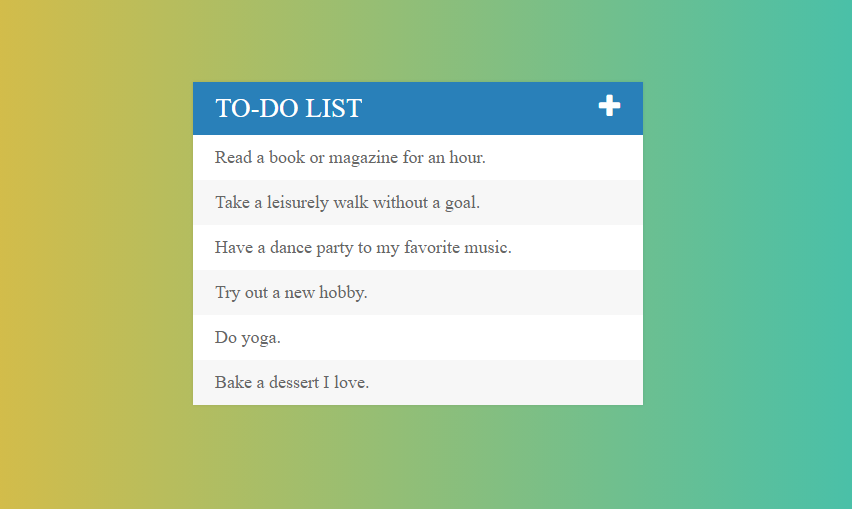 TO-DO LIST
Read a book or magazine for an hour.
Take a leisurely walk without a goal.
Have a dance party to my favorite music.
Try out a new hobby.
Do yoga.
Bake a dessert I love.